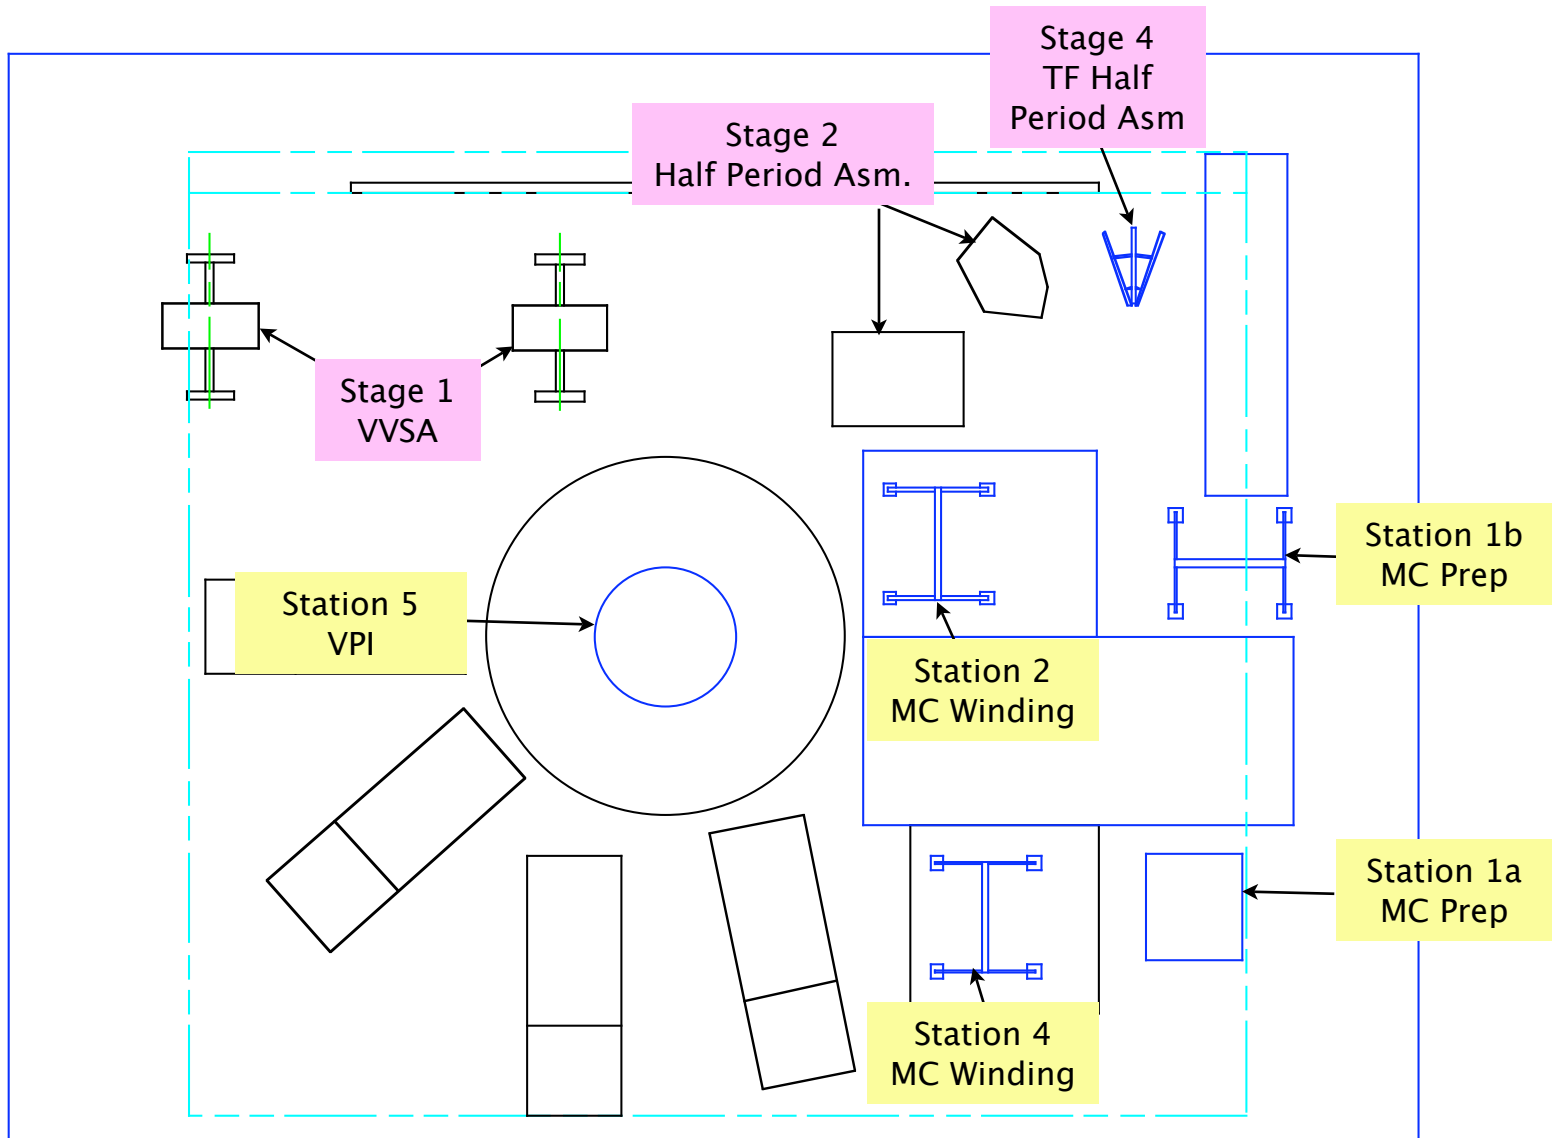 Stage 4
TF Half
Period Asm
Stage 2
Half Period Asm.
Stage 1
VVSA
Station 1b
MC Prep
Station 5
VPI
Station 2
MC Winding
Station 1a
MC Prep
Station 4
MC Winding